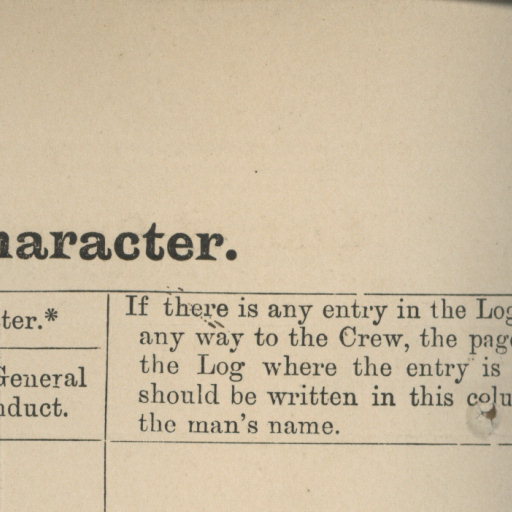 haracter.
ter.*
General
nduct.
If there is any entry in the Log
any way to the Crew, the page
the Log where the entry is
should be written in this colu
the man's name.